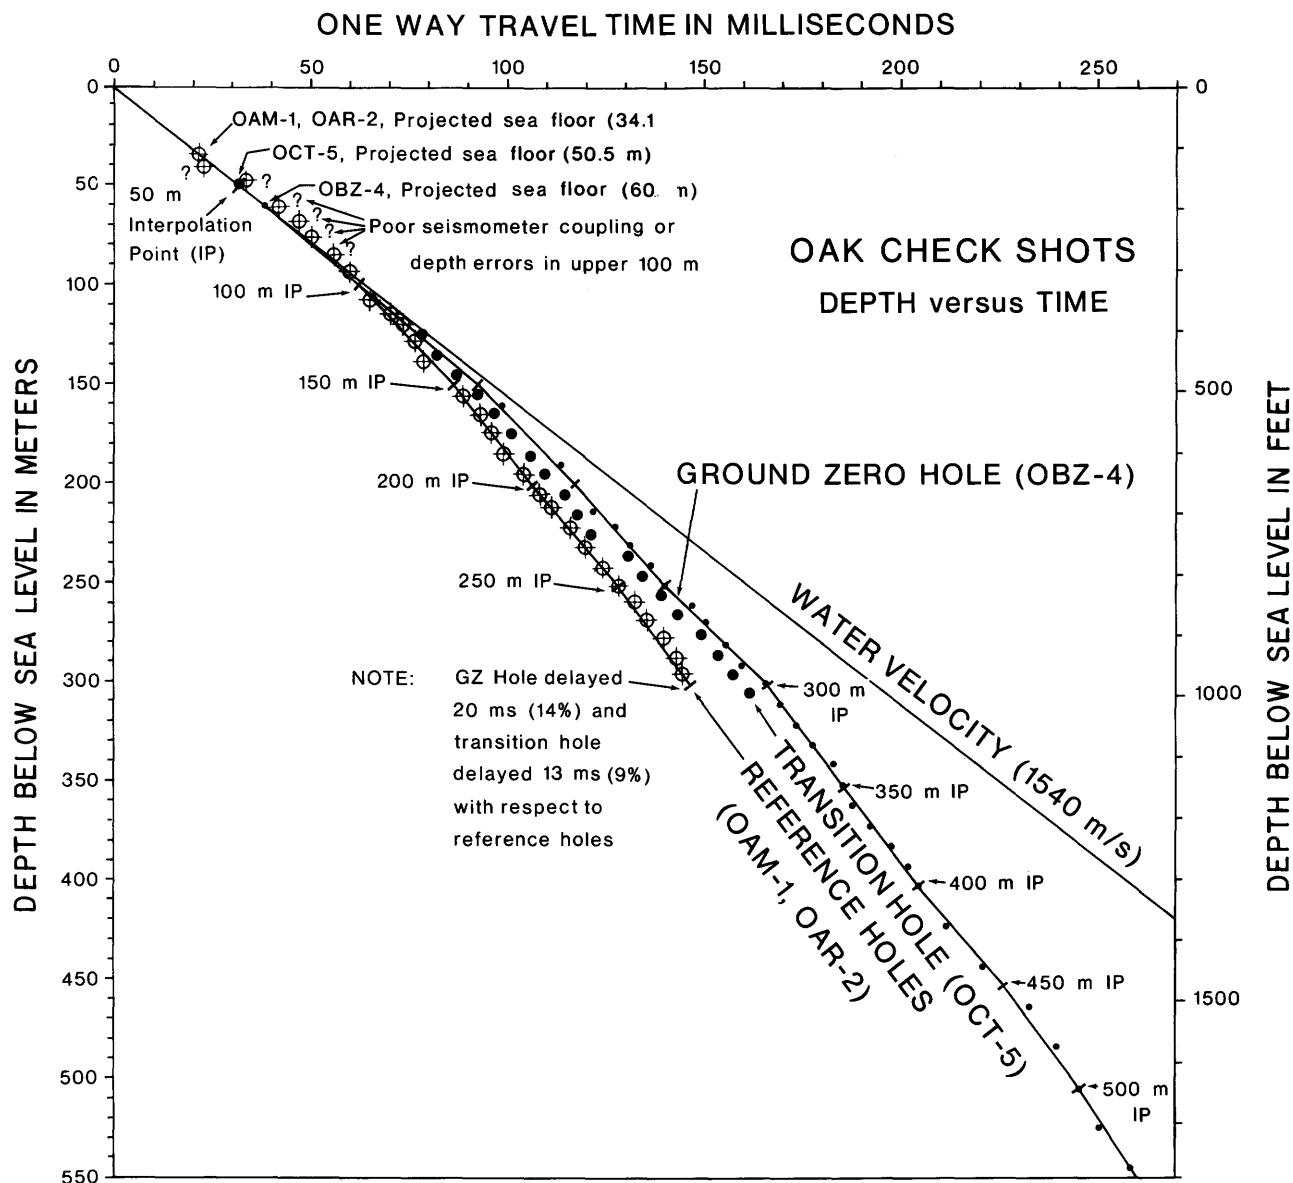 ONE WAY TRAVEL TIME IN MILLISECONDS
0 50 100 150 200 250
0 0
OAM-1, OAR-2, Projected sea floor (34.1
OCT-5, Projected sea floor (50.5 m)
? ?
50
OBZ-4, Projected sea floor (60 m)
50 m
Interpolation
Point (IP)
? ? ? ?
Poor seismometer coupling or
depth errors in upper 100 m
OAK CHECK SHOTS
DEPTH versus TIME
100
100 m IP
150
150 m IP
500
200
200 m IP
GROUND ZERO HOLE (OBZ-4)
250
250 m IP
WATER VELOCITY (1540 m/s)
300
NOTE: GZ Hole delayed
20 ms (14%) and
transition hole
delayed 13 ms (9%)
with respect to
reference holes
300 m
IP
1000
TRANSITION HOLE (OCT-5)
REFERENCE HOLES
(OAM-1, OAR-2)
350
350 m IP
400
400 m IP
450
450 m IP
1500
500
500 m
IP
550
DEPTH BELOW SEA LEVEL IN METERS
DEPTH BELOW SEA LEVEL IN FEET